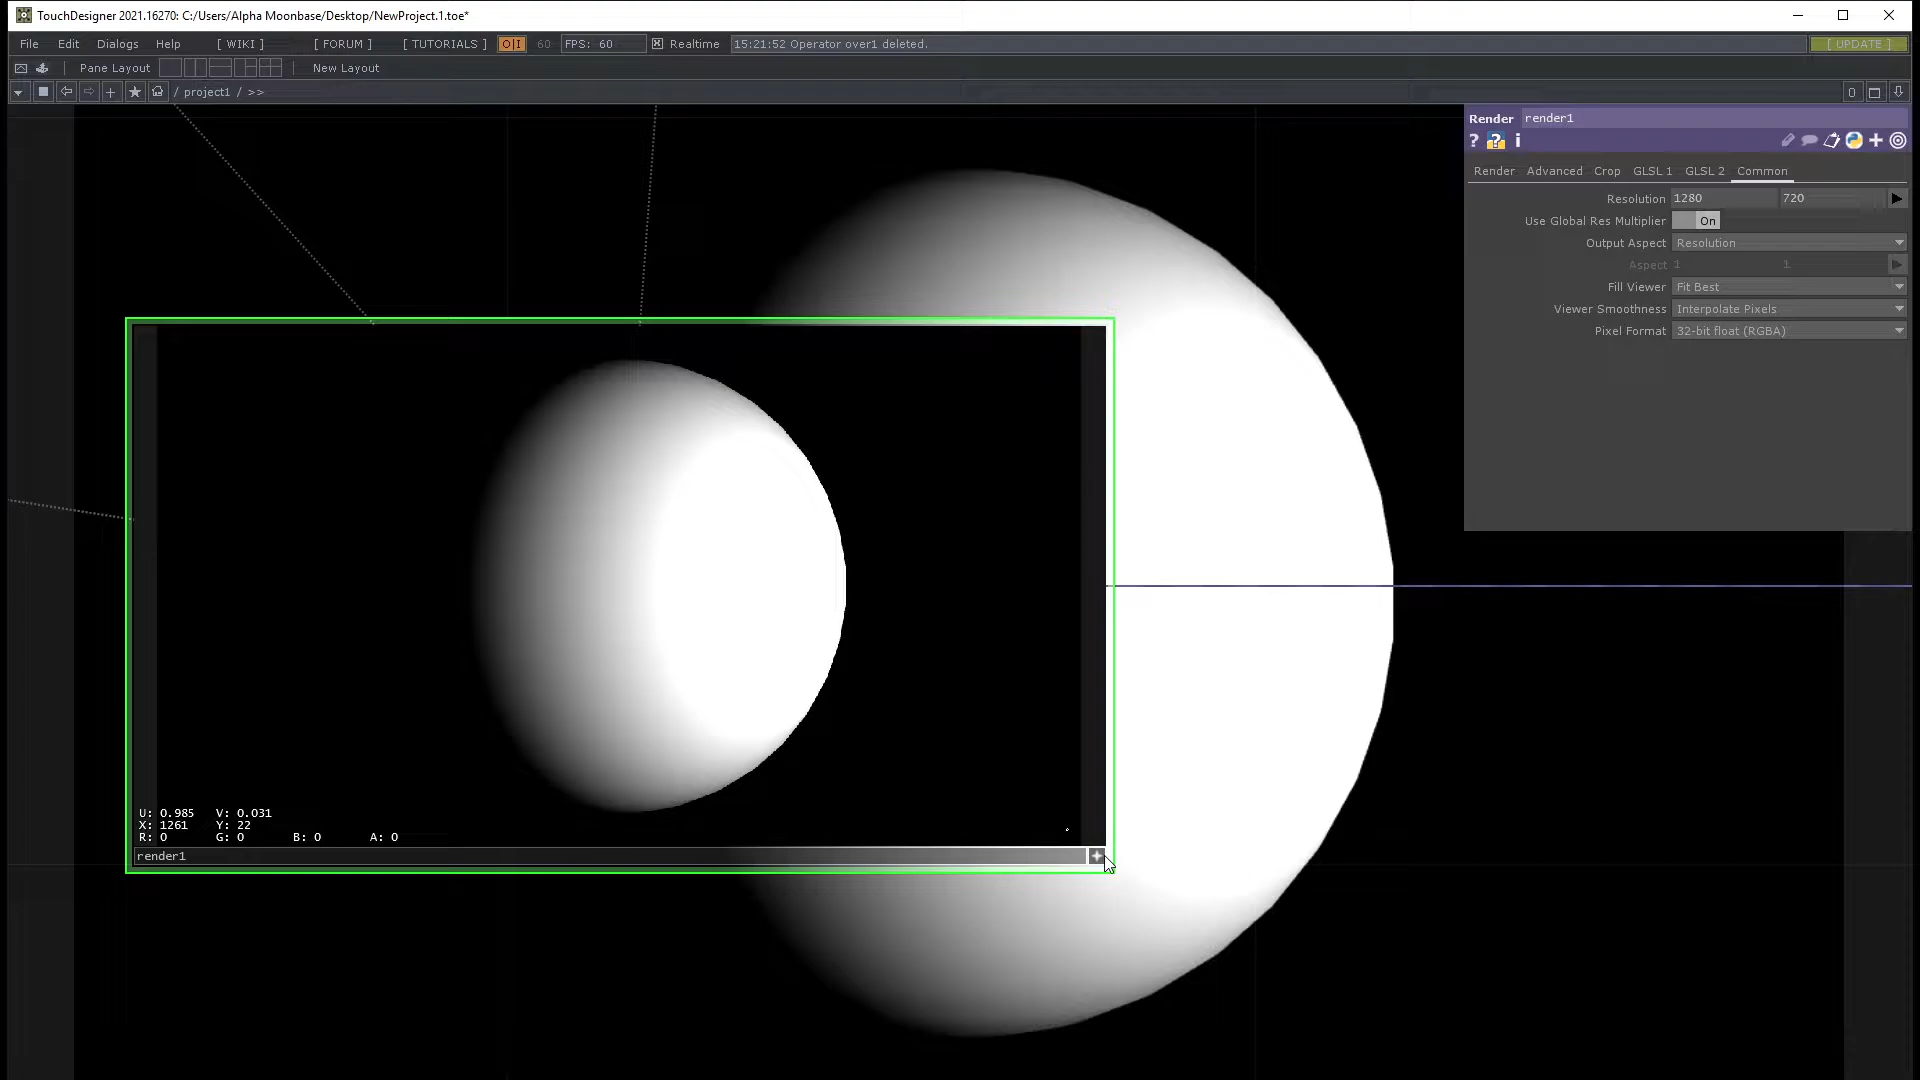 TouchDesigner 2021.16270: C:/Users/Alpha Moonbase/Desktop/NewProject.1.toe*
File Edit Dialogs Help [ WIKI ] [ FORUM ] [ TUTORIALS ] O|I 60 FPS: 60 Realtime 15:21:52 Operator over1 deleted. [ UPDATE ]
Pane Layout New Layout
/ project1 / >> 0
Render render1
? ? i
Render Advanced Crop GLSL 1 GLSL 2 Common
Resolution 1280 720
Use Global Res Multiplier On
Output Aspect Resolution
Aspect 1 1
Fill Viewer Fit Best
Viewer Smoothness Interpolate Pixels
Pixel Format 32-bit float (RGBA)
U: 0.985 V: 0.031
X: 1261 Y: 22
R: 0 G: 0 B: 0 A: 0
render1